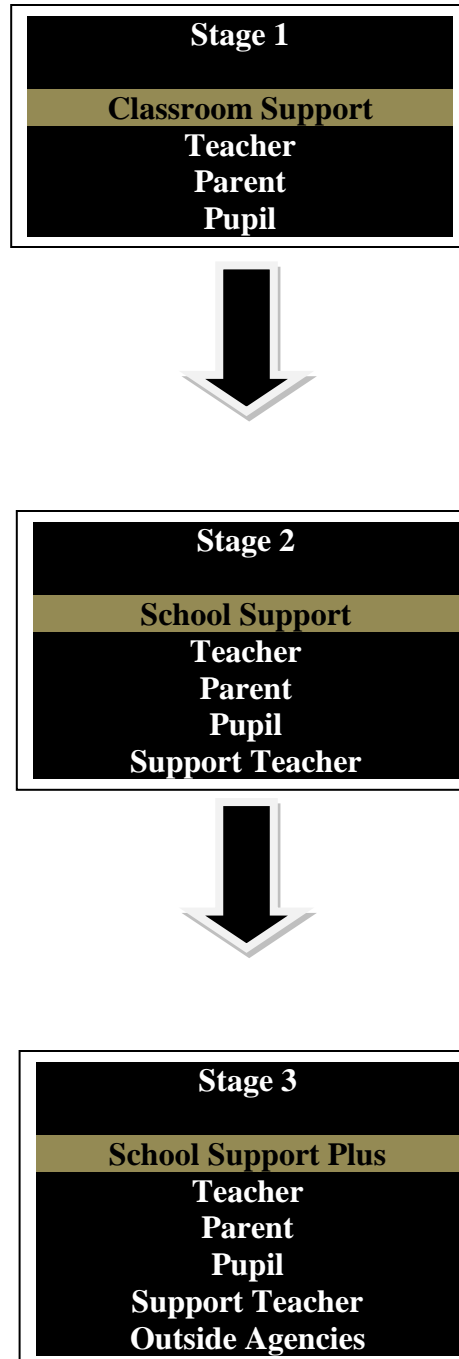 Stage 1
Classroom Support
Teacher
Parent
Pupil
Stage 2
School Support
Teacher
Parent
Pupil
Support Teacher
Stage 3
School Support Plus
Teacher
Parent
Pupil
Support Teacher
Outside Agencies